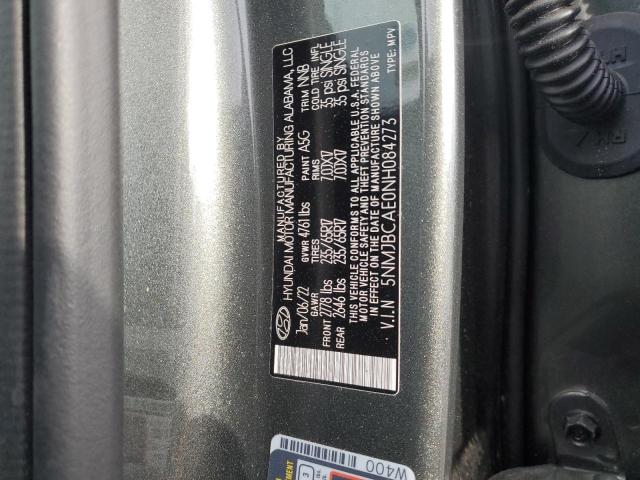 MANUFACTURED BY
HYUNDAI MOTOR MANUFACTURING ALABAMA, LLC
Jan/06/22 GVWR 4761 lbs PAINT A5G TRIM NNB
GAWR TIRES RIMS COLD TIRE INFL
FRONT 2778 lbs 235/65R17 7.0JX17 35 psi SINGLE
REAR 2646 lbs 235/65R17 7.0JX17 35 psi SINGLE
THIS VEHICLE CONFORMS TO ALL APPLICABLE U.S.A. FEDERAL
MOTOR VEHICLE SAFETY AND THEFT PREVENTION STANDARDS
IN EFFECT ON THE DATE OF MANUFACTURE SHOWN ABOVE
V.I.N 5NMJBCAE0NH084273 TYPE: MPV
W400
3